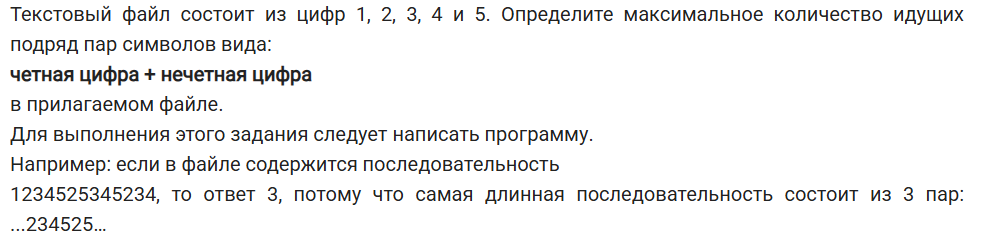 Текстовый файл состоит из цифр 1, 2, 3, 4 и 5. Определите максимальное количество идущих
подряд пар символов вида:
четная цифра + нечетная цифра
в прилагаемом файле.
Для выполнения этого задания следует написать программу.
Например: если в файле содержится последовательность
1234525345234, то ответ 3, потому что самая длинная последовательность состоит из 3 пар:
...234525...